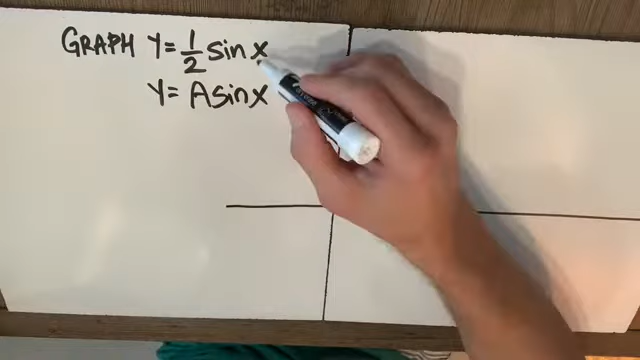 GRAPH Y = 1/2 sin x
Y = A sin x